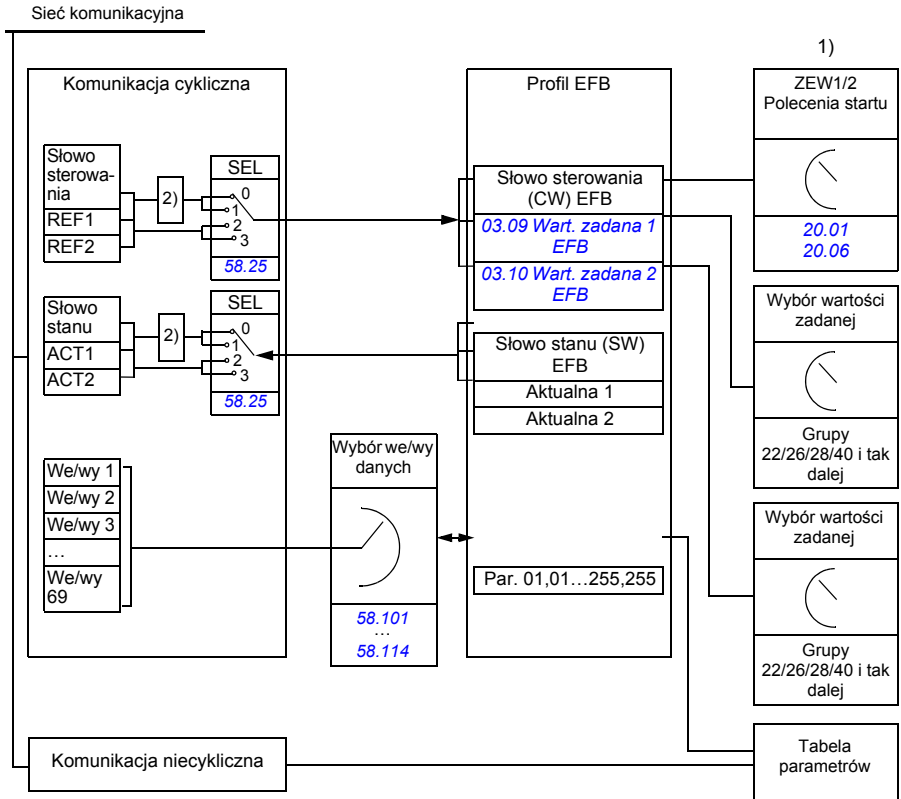 Sieć komunikacyjna
1)
Komunikacja cykliczna
Słowo
sterowa-
nia
REF1
REF2
2)
SEL
0
1
2
3
58.25
Słowo
stanu
ACT1
ACT2
2)
SEL
0
1
2
3
58.25
We/wy 1
We/wy 2
We/wy 3
…
We/wy
69
Wybór we/wy
danych
58.101
…
58.114
Profil EFB
Słowo sterowania
(CW) EFB
03.09 Wart. zadana 1
EFB
03.10 Wart. zadana 2
EFB
Słowo stanu (SW)
EFB
Aktualna 1
Aktualna 2
Par. 01,01…255,255
ZEW1/2
Polecenia startu
20.01
20.06
Wybór wartości
zadanej
Grupy
22/26/28/40 i tak
dalej
Wybór wartości
zadanej
Grupy
22/26/28/40 i tak
dalej
Komunikacja niecykliczna
Tabela
parametrów